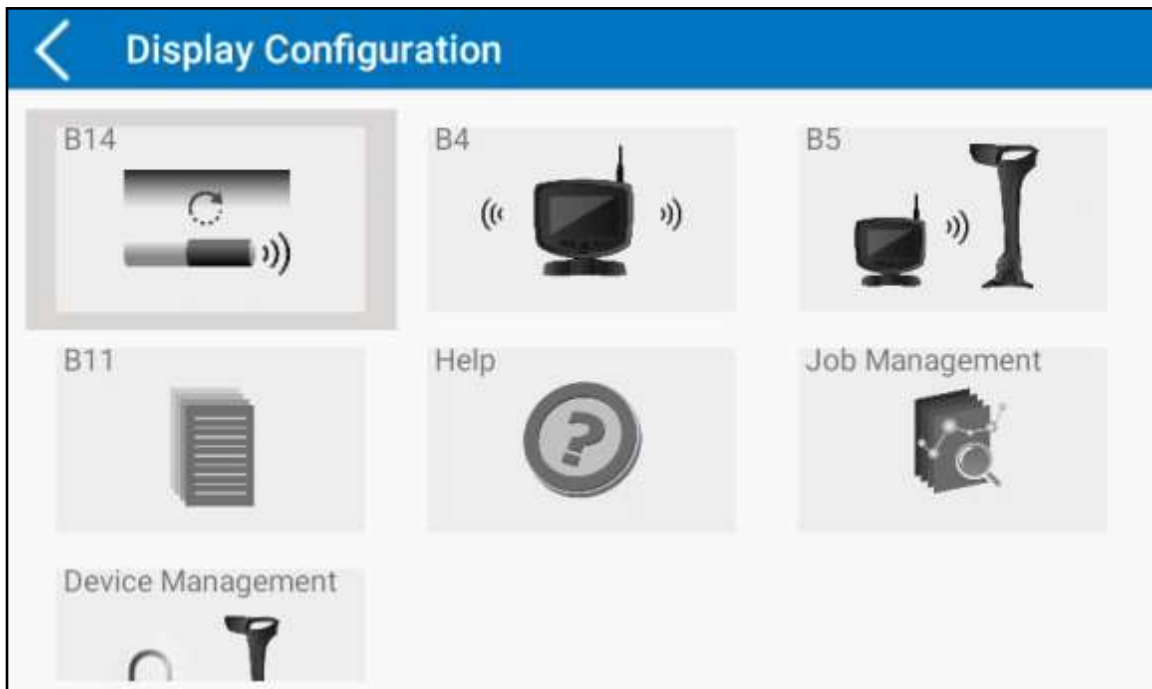 Display Configuration
B14
B4
B5
B11
Help
Job Management
Device Management